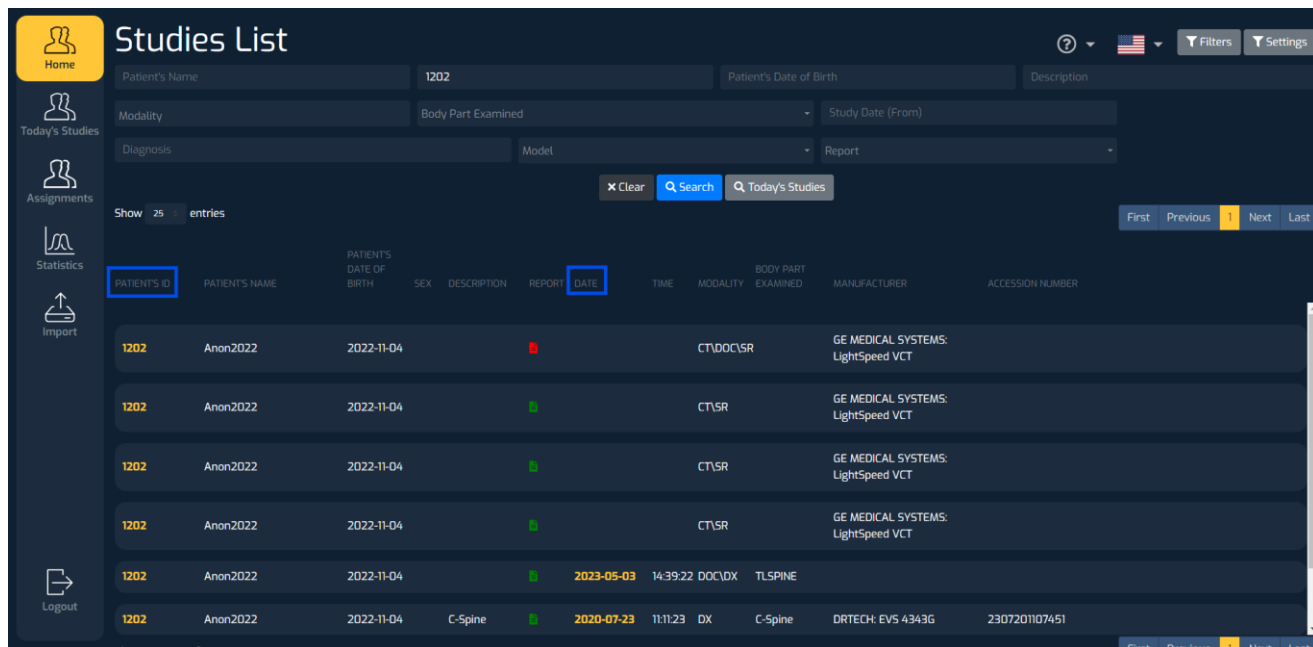 Home
Today's Studies
Assignments
Statistics
Import
Logout
Studies List
Filters
Settings
Patient's Name
1202
Patient's Date of Birth
Description
Modality
Body Part Examined
Study Date (From)
Diagnosis
Model
Report
Clear
Search
Today's Studies
Show 25 entries
First Previous 1 Next Last
PATIENT'S ID PATIENT'S NAME PATIENT'S DATE OF BIRTH SEX DESCRIPTION REPORT DATE TIME MODALITY BODY PART EXAMINED MANUFACTURER ACCESSION NUMBER
1202 Anon2022 2022-11-04 CT\DOC\SR GE MEDICAL SYSTEMS: LightSpeed VCT
1202 Anon2022 2022-11-04 CT\SR GE MEDICAL SYSTEMS: LightSpeed VCT
1202 Anon2022 2022-11-04 CT\SR GE MEDICAL SYSTEMS: LightSpeed VCT
1202 Anon2022 2022-11-04 CT\SR GE MEDICAL SYSTEMS: LightSpeed VCT
1202 Anon2022 2022-11-04 2023-05-03 14:39:22 DOC\DX TLSPINE
1202 Anon2022 2022-11-04 C-Spine 2020-07-23 11:11:23 DX C-Spine DRTECH: EVS 4343G 2307201107451
First Previous 1 Next Last